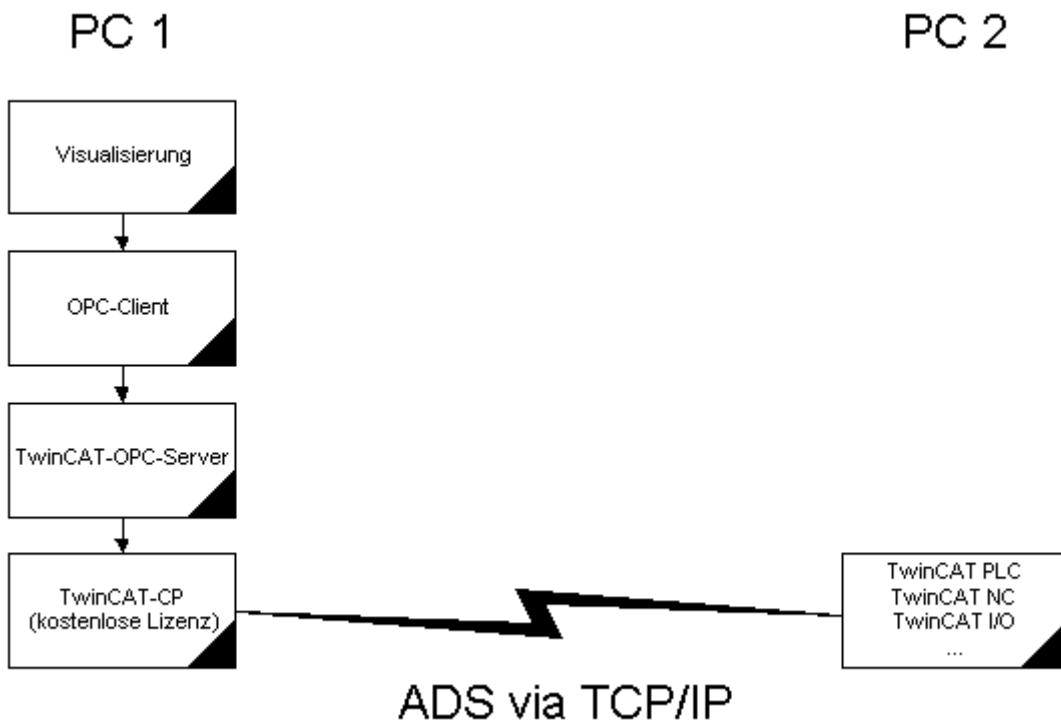 PC 1
PC 2
Visualisierung
OPC-Client
TwinCAT-OPC-Server
TwinCAT-CP
(kostenlose Lizenz)
TwinCAT PLC
TwinCAT NC
TwinCAT I/O
...
ADS via TCP/IP